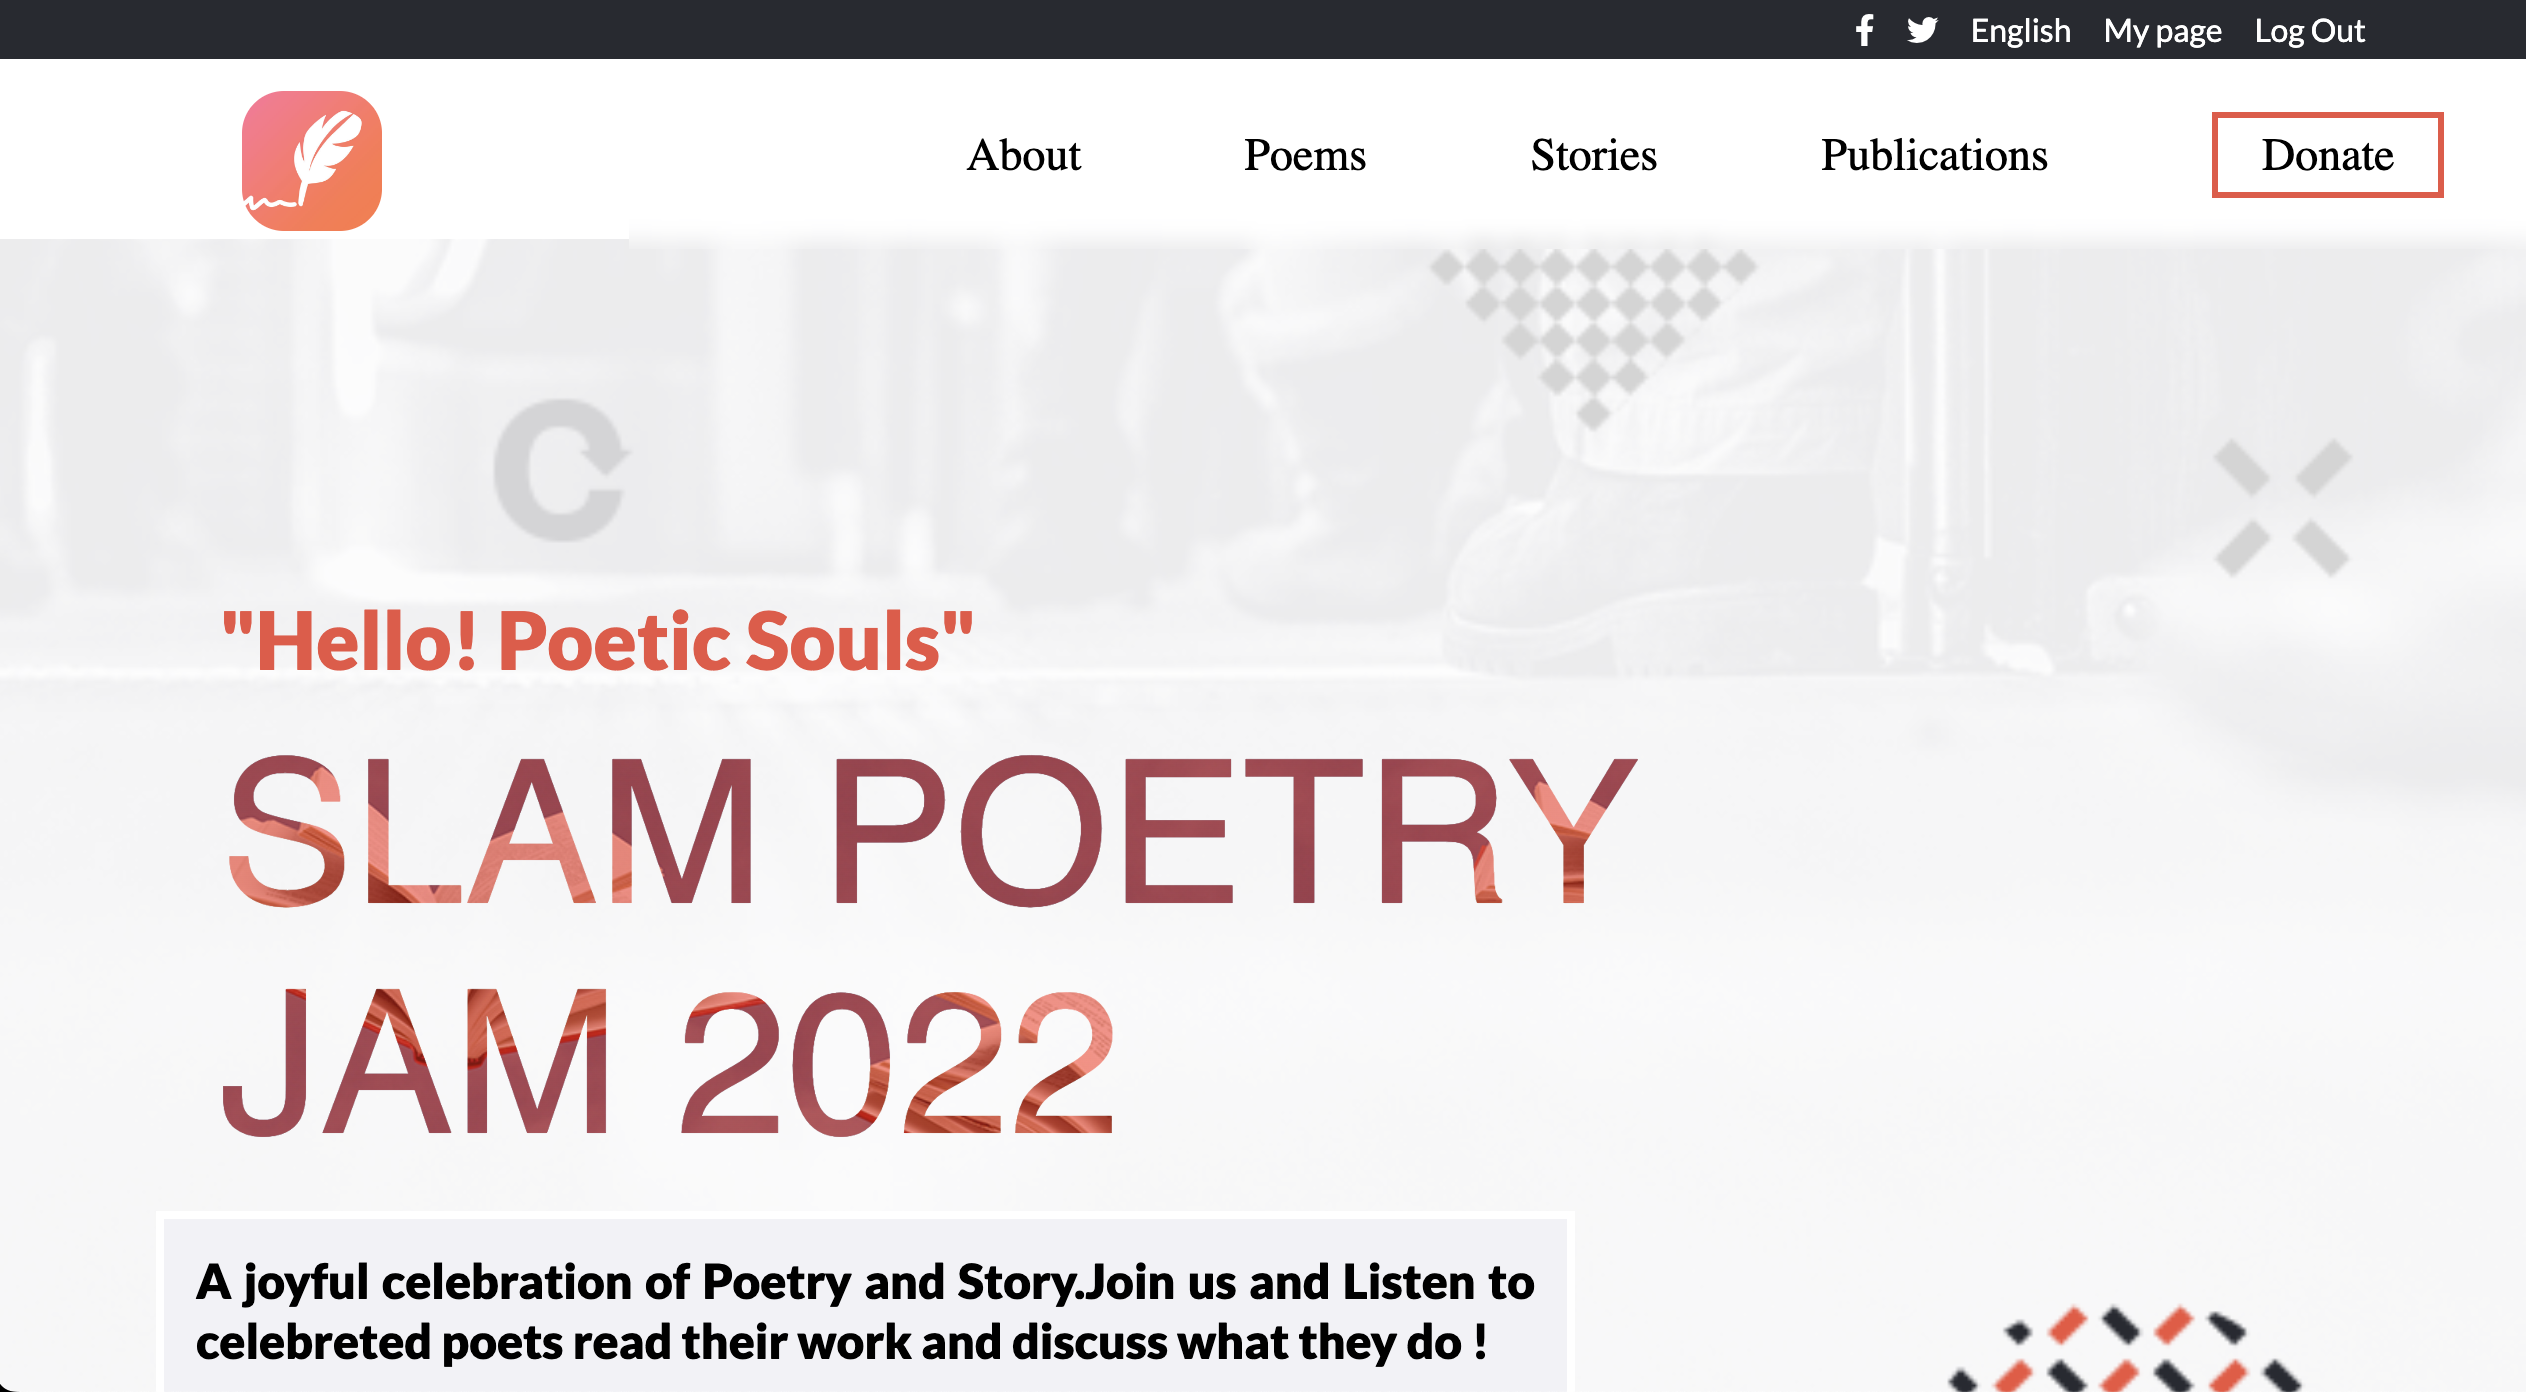 English My page Log Out
About Poems Stories Publications Donate
"Hello! Poetic Souls"
SLAM POETRY
JAM 2022
A joyful celebration of Poetry and Story.Join us and Listen to
celebreted poets read their work and discuss what they do !